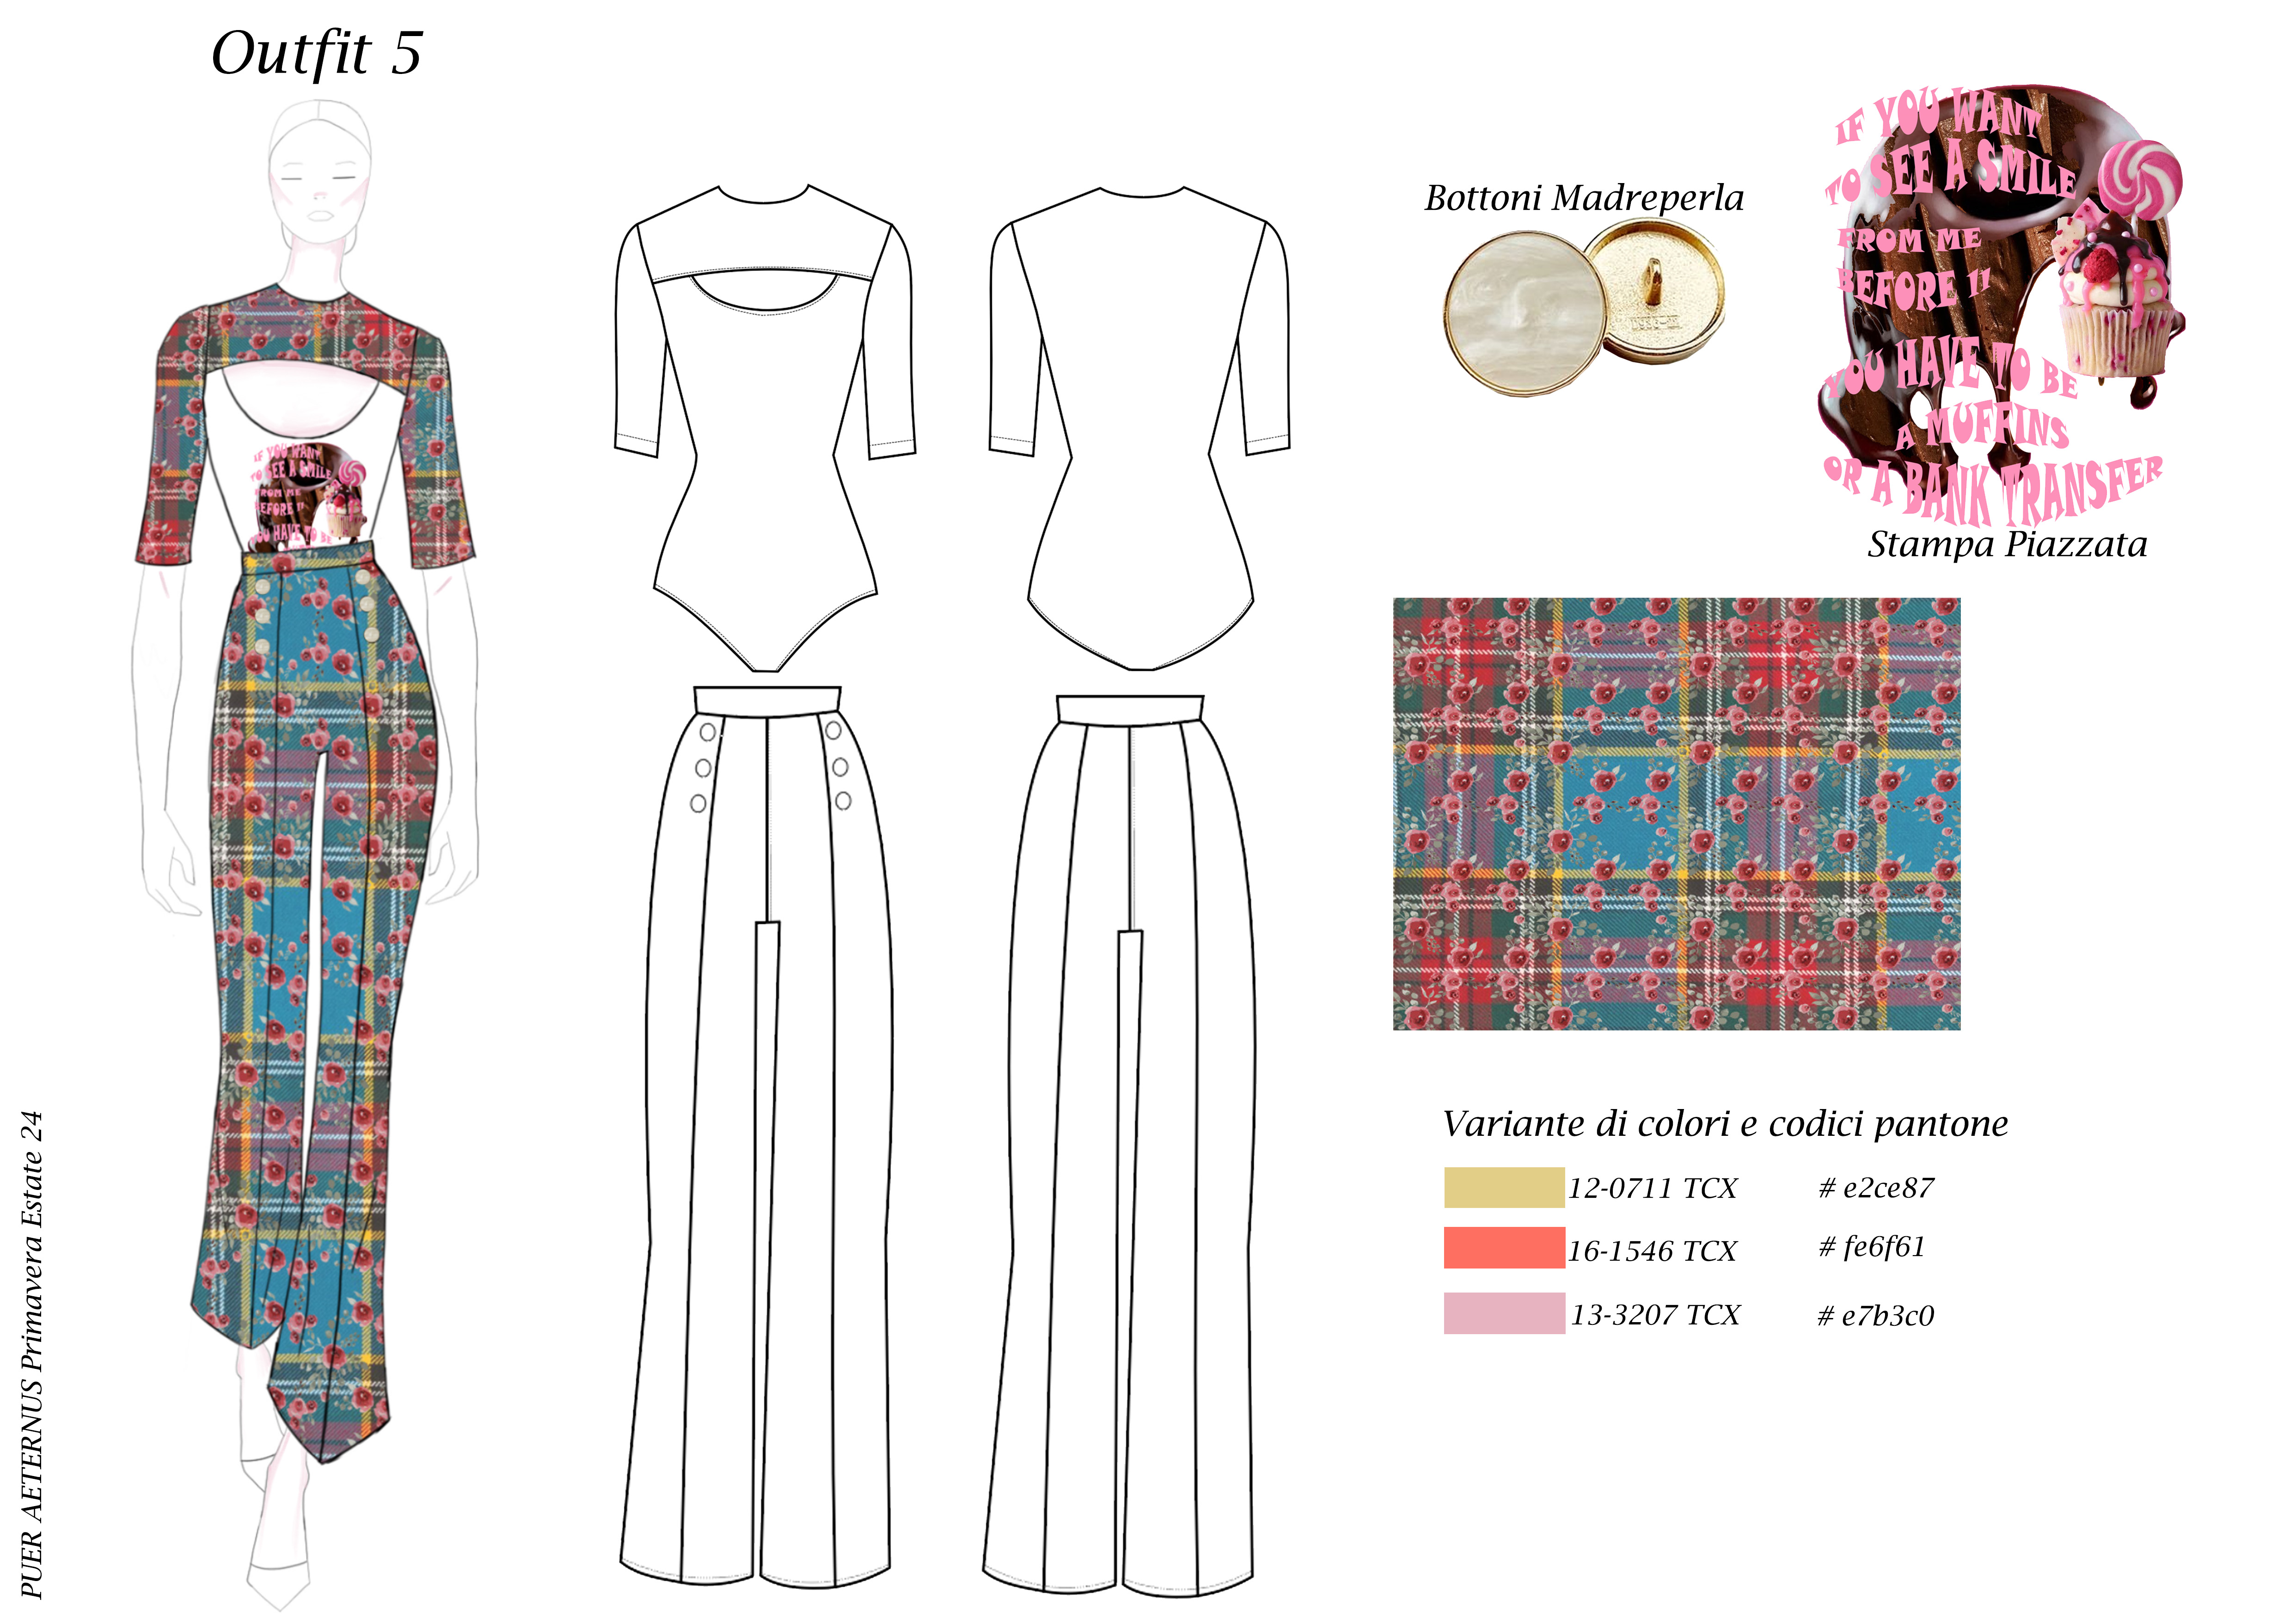 Outfit 5
IF YOU WANT
TO SEE A SMILE
FROM ME
BEFORE 11
YOU HAVE TO BE
Bottoni Madreperla
IF YOU WANT
TO SEE A SMILE
FROM ME
BEFORE 11
YOU HAVE TO BE
A MUFFINS
OR A BANK TRANSFER
Stampa Piazzata
Variante di colori e codici pantone
12-0711 TCX # e2ce87
16-1546 TCX # fe6f61
13-3207 TCX # e7b3c0
PUER AETERNUS Primavera Estate 24